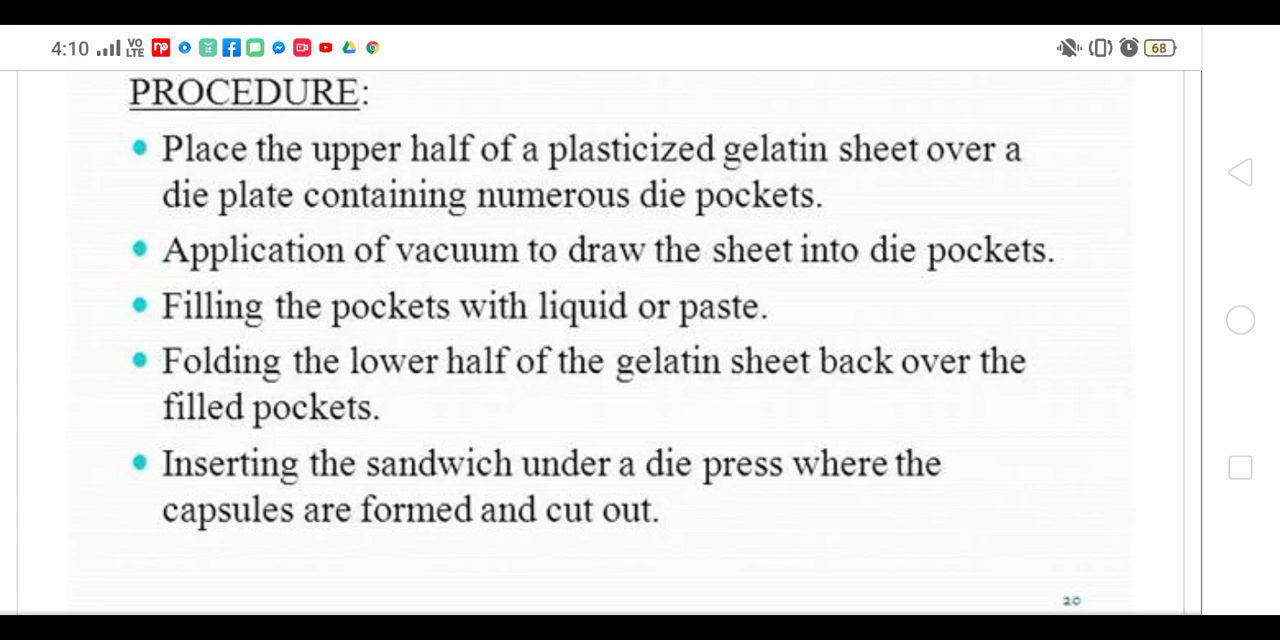 4:10 VO LTE 68
PROCEDURE:
• Place the upper half of a plasticized gelatin sheet over a
die plate containing numerous die pockets.
• Application of vacuum to draw the sheet into die pockets.
• Filling the pockets with liquid or paste.
• Folding the lower half of the gelatin sheet back over the
filled pockets.
• Inserting the sandwich under a die press where the
capsules are formed and cut out.
20